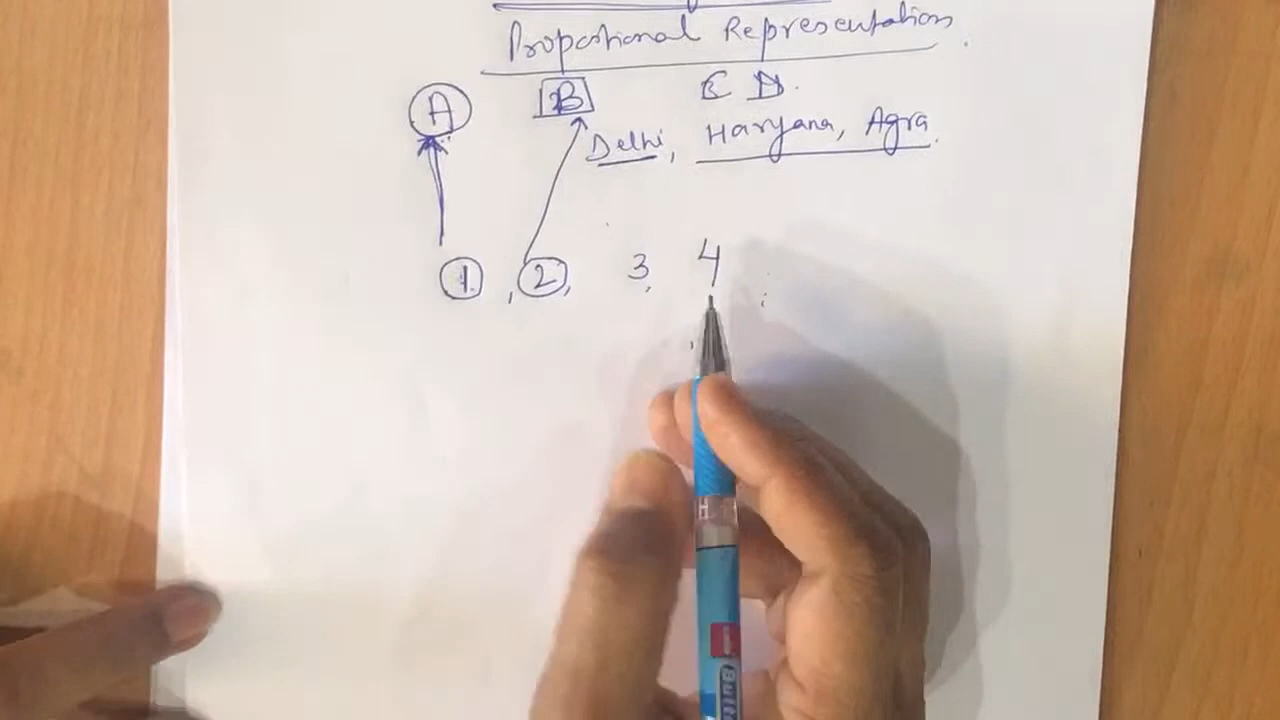 Proportional Representation.
A B C D.
Delhi, Haryana, Agra.
1, 2, 3, 4